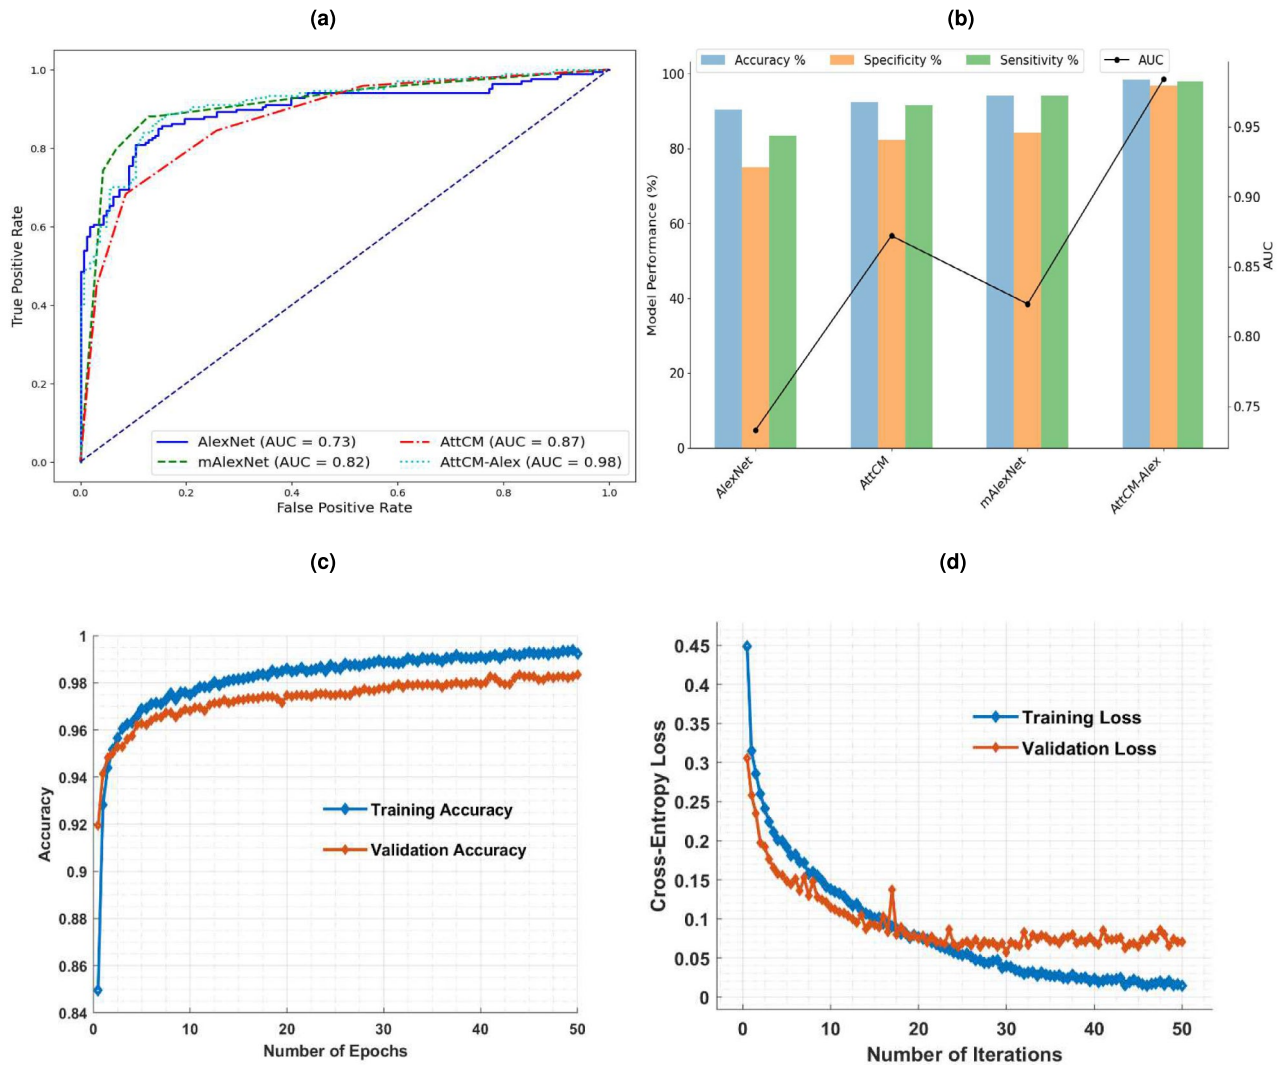 (a)
1.0
0.8
0.6
0.4
0.2
0.0
True Positive Rate
AlexNet (AUC = 0.73)
mAlexNet (AUC = 0.82)
AttCM (AUC = 0.87)
AttCM-Alex (AUC = 0.98)
0.0 0.2 0.4 0.6 0.8 1.0
False Positive Rate
(b)
Accuracy % Specificity % Sensitivity % AUC
100
80
60
40
20
0
Model Performance (%)
0.95
0.90
0.85
0.80
0.75
AUC
AlexNet
AttCM
mAlexNet
AttCM-Alex
(c)
1
0.98
0.96
0.94
0.92
0.9
0.88
0.86
0.84
Accuracy
Training Accuracy
Validation Accuracy
0 10 20 30 40 50
Number of Epochs
(d)
0.45
0.4
0.35
0.3
0.25
0.2
0.15
0.1
0.05
0
Cross-Entropy Loss
Training Loss
Validation Loss
0 10 20 30 40 50
Number of Iterations